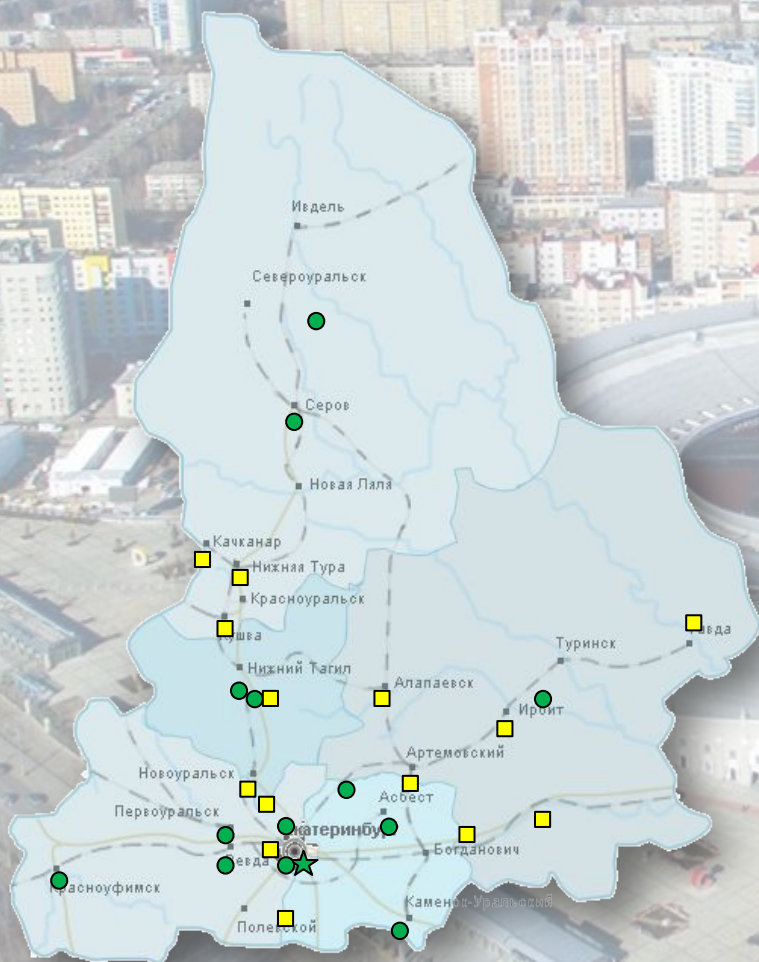 Ивдель
Североуральск
Серов
Новая Ляля
Качканар
Нижняя Тура
Красноуральск
Кушва
Туринск
Нижний Тагил
Алапаевск
Ирбит
Артемовский
Новоуральск
Асбест
Первоуральск
катеринбур
Богданович
Ревда
Красноуфимск
Каменск-Уральский
Полевской